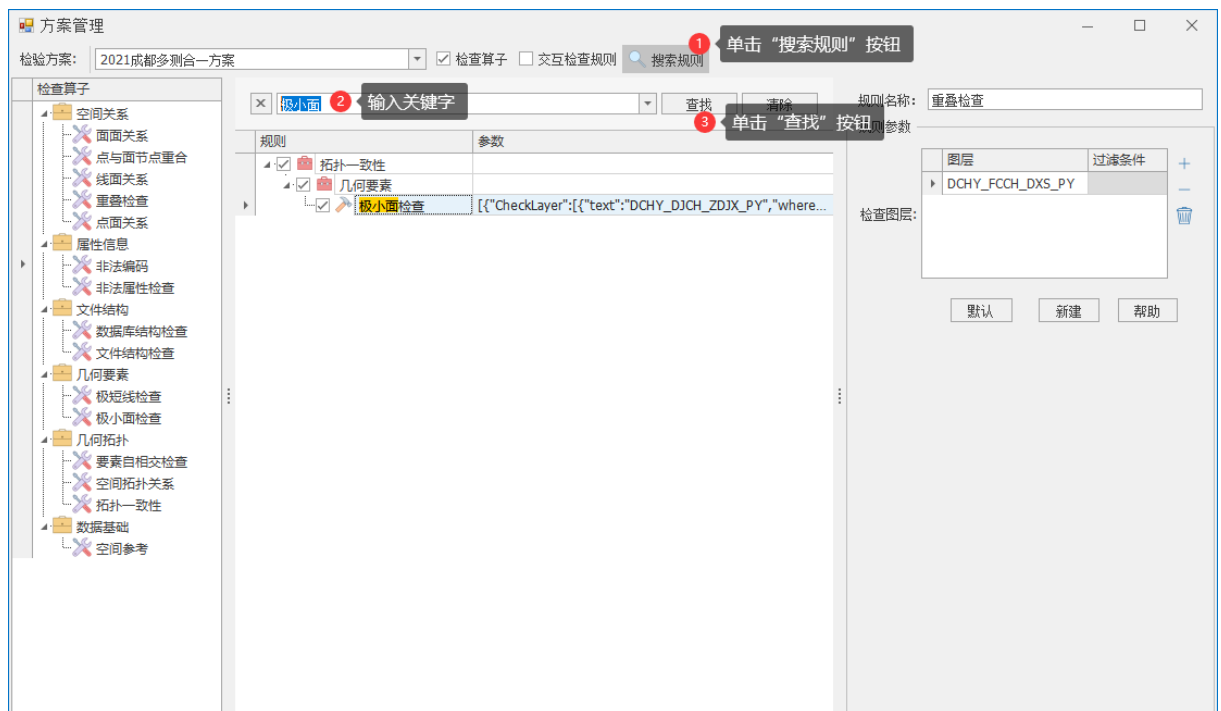 方案管理
检验方案: 2021成都多测合一方案 检查算子 交互检查规则 搜索规则
1 单击“搜索规则”按钮
检查算子
空间关系
面面关系
点与面节点重合
线面关系
重叠检查
点面关系
属性信息
非法编码
非法属性检查
文件结构
数据库结构检查
文件结构检查
几何要素
极短线检查
极小面检查
几何拓扑
要素自相交检查
空间拓扑关系
拓扑一致性
数据基础
空间参考
极小面 2 输入关键字 查找 清除
3 单击“查找”按钮
规则 参数
拓扑一致性
几何要素
极小面检查 [{"CheckLayer":[{"text":"DCHY_DJCH_ZDJX_PY","where...
规则名称: 重叠检查
规则参数
图层 过滤条件
DCHY_FCCH_DXS_PY
检查图层:
默认 新建 帮助